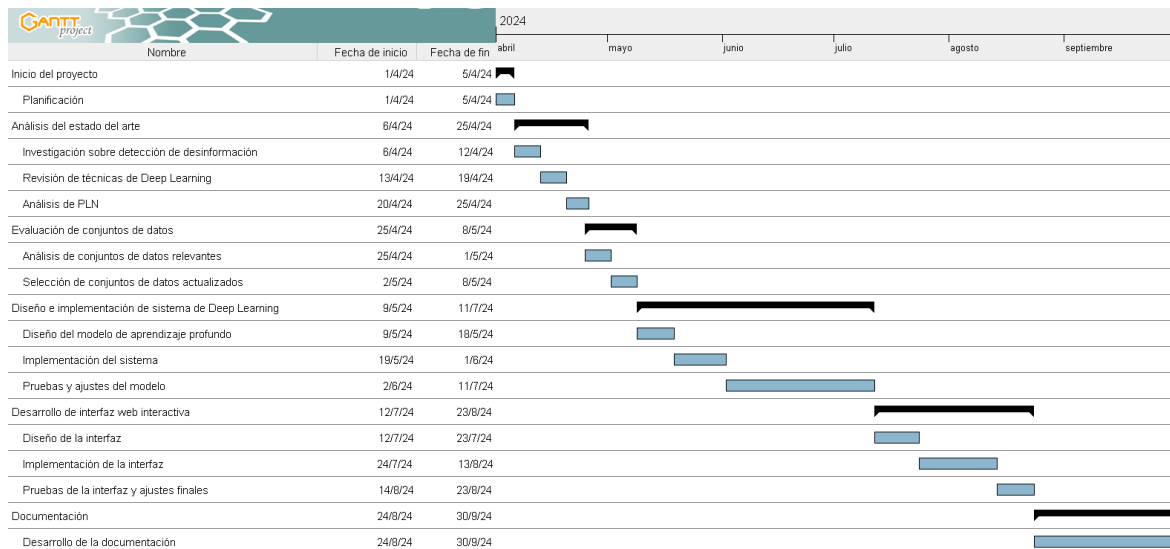 GANTT project
2024
abril mayo junio julio agosto septiembre
Nombre Fecha de inicio Fecha de fin
Inicio del proyecto 1/4/24 5/4/24
Planificación 1/4/24 5/4/24
Análisis del estado del arte 6/4/24 25/4/24
Investigación sobre detección de desinformación 6/4/24 12/4/24
Revisión de técnicas de Deep Learning 13/4/24 19/4/24
Análisis de PLN 20/4/24 25/4/24
Evaluación de conjuntos de datos 25/4/24 8/5/24
Análisis de conjuntos de datos relevantes 25/4/24 1/5/24
Selección de conjuntos de datos actualizados 2/5/24 8/5/24
Diseño e implementación de sistema de Deep Learning 9/5/24 11/7/24
Diseño del modelo de aprendizaje profundo 9/5/24 18/5/24
Implementación del sistema 19/5/24 1/6/24
Pruebas y ajustes del modelo 2/6/24 11/7/24
Desarrollo de interfaz web interactiva 12/7/24 23/8/24
Diseño de la interfaz 12/7/24 23/7/24
Implementación de la interfaz 24/7/24 13/8/24
Pruebas de la interfaz y ajustes finales 14/8/24 23/8/24
Documentación 24/8/24 30/9/24
Desarrollo de la documentación 24/8/24 30/9/24